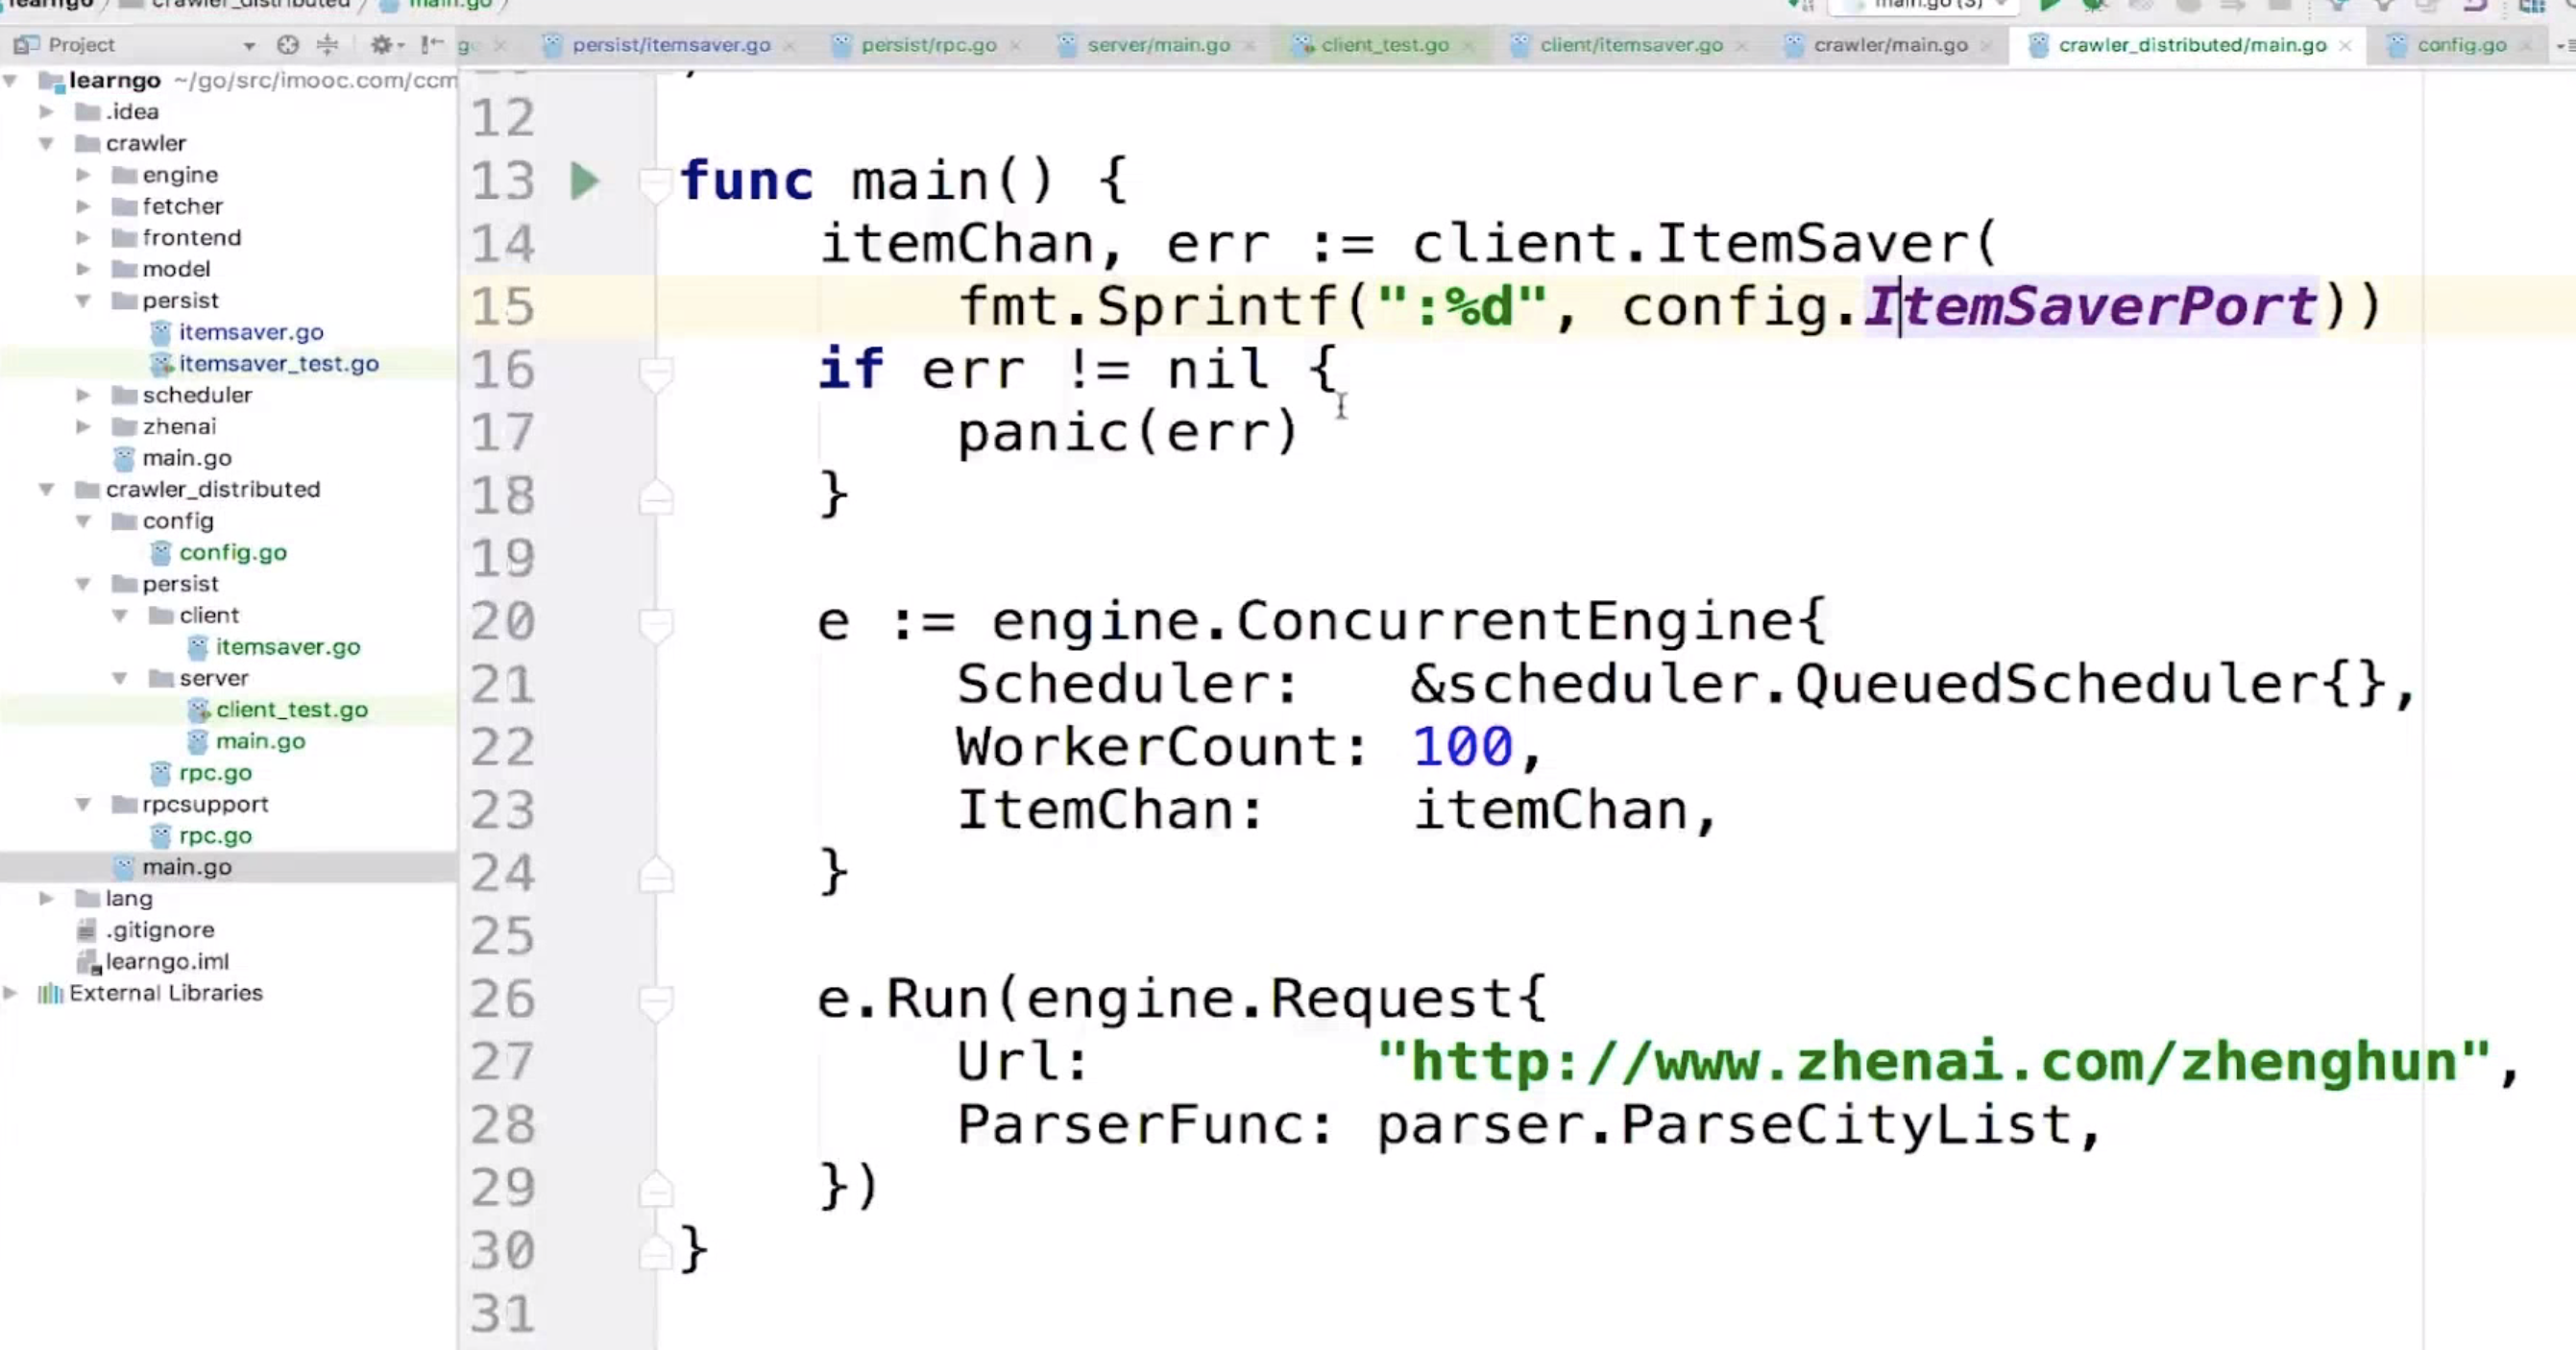 learngo crawler_distributed main.go
main.go (3)
Project
persist/itemsaver.go persist/rpc.go server/main.go client_test.go client/itemsaver.go crawler/main.go crawler_distributed/main.go config.go
learngo ~/go/src/imooc.com/ccm
.idea
crawler
engine
fetcher
frontend
model
persist
itemsaver.go
itemsaver_test.go
scheduler
zhenai
main.go
crawler_distributed
config
config.go
persist
client
itemsaver.go
server
client_test.go
main.go
rpc.go
rpcsupport
rpc.go
main.go
lang
.gitignore
learngo.iml
External Libraries
12
13 func main() {
14 itemChan, err := client.ItemSaver(
15 fmt.Sprintf(":%d", config.ItemSaverPort))
16 if err != nil {
17 panic(err)
18 }
19
20 e := engine.ConcurrentEngine{
21 Scheduler: &scheduler.QueuedScheduler{},
22 WorkerCount: 100,
23 ItemChan: itemChan,
24 }
25
26 e.Run(engine.Request{
27 Url: "http://www.zhenai.com/zhenghun",
28 ParserFunc: parser.ParseCityList,
29 })
30 }
31